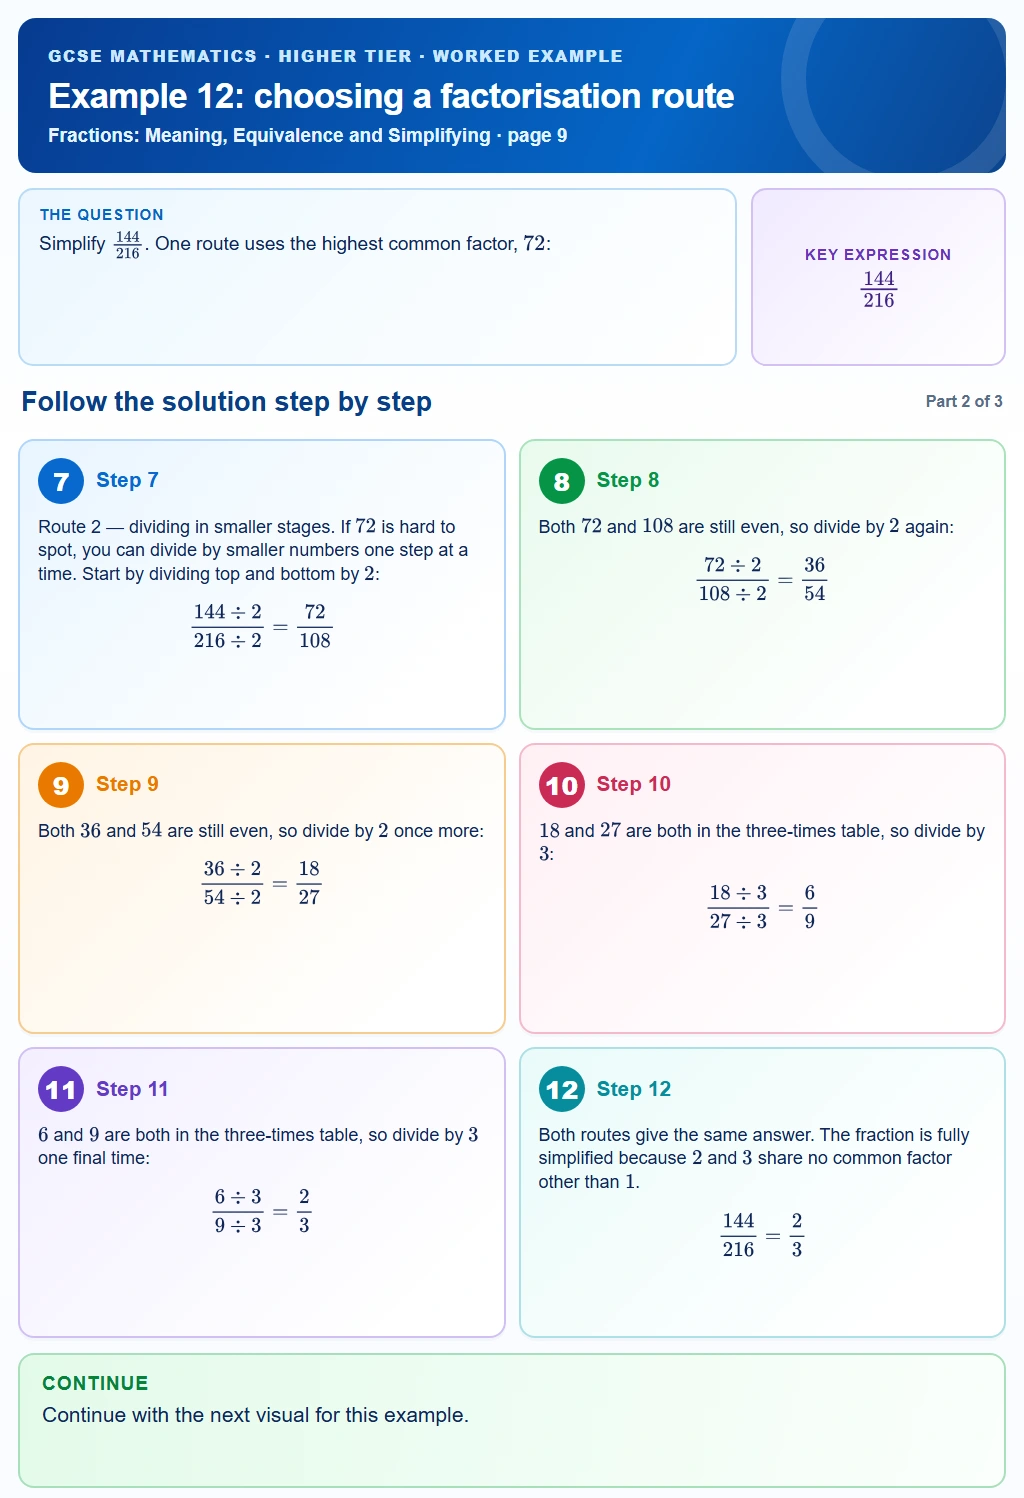 GCSE MATHEMATICS · HIGHER TIER · WORKED EXAMPLE
Example 12: choosing a factorisation route
Fractions: Meaning, Equivalence and Simplifying · page 9
THE QUESTION
Simplify 144/216. One route uses the highest common factor, 72:
KEY EXPRESSION
144/216
Follow the solution step by step
Part 2 of 3
7 Step 7
Route 2 — dividing in smaller stages. If 72 is hard to
spot, you can divide by smaller numbers one step at a
time. Start by dividing top and bottom by 2:
144 ÷ 2 / 216 ÷ 2 = 72/108
8 Step 8
Both 72 and 108 are still even, so divide by 2 again:
72 ÷ 2 / 108 ÷ 2 = 36/54
9 Step 9
Both 36 and 54 are still even, so divide by 2 once more:
36 ÷ 2 / 54 ÷ 2 = 18/27
10 Step 10
18 and 27 are both in the three-times table, so divide by
3:
18 ÷ 3 / 27 ÷ 3 = 6/9
11 Step 11
6 and 9 are both in the three-times table, so divide by 3
one final time:
6 ÷ 3 / 9 ÷ 3 = 2/3
12 Step 12
Both routes give the same answer. The fraction is fully
simplified because 2 and 3 share no common factor
other than 1.
144/216 = 2/3
CONTINUE
Continue with the next visual for this example.